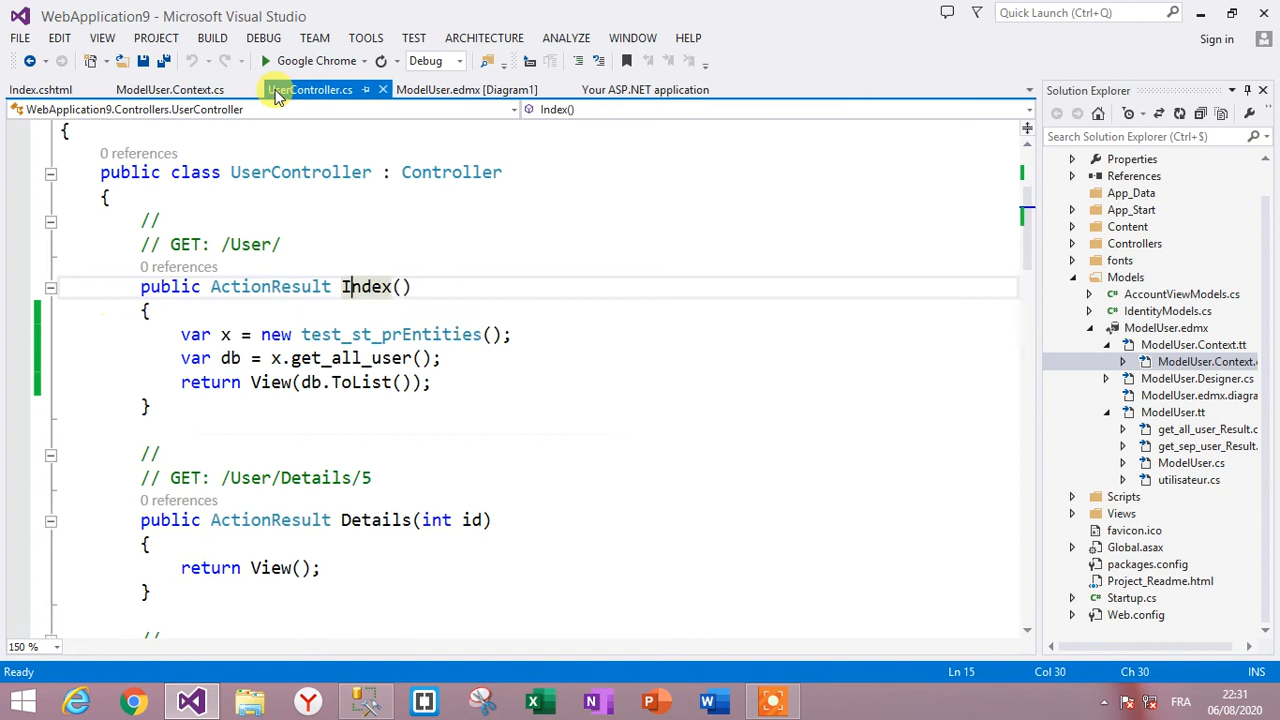 WebApplication9 - Microsoft Visual Studio
Quick Launch (Ctrl+Q)
FILE EDIT VIEW PROJECT BUILD DEBUG TEAM TOOLS TEST ARCHITECTURE ANALYZE WINDOW HELP
Sign in
Google Chrome
Debug
Index.cshtml
ModelUser.Context.cs
UserController.cs
ModelUser.edmx [Diagram1]
Your ASP.NET application
WebApplication9.Controllers.UserController
Index()
{
0 references
public class UserController : Controller
{
//
// GET: /User/
0 references
public ActionResult Index()
{
var x = new test_st_prEntities();
var db = x.get_all_user();
return View(db.ToList());
}
//
// GET: /User/Details/5
0 references
public ActionResult Details(int id)
{
return View();
}
//
150 %
Solution Explorer
Search Solution Explorer (Ctrl+$)
Properties
References
App_Data
App_Start
Content
Controllers
fonts
Models
AccountViewModels.cs
IdentityModels.cs
ModelUser.edmx
ModelUser.Context.tt
ModelUser.Context.
ModelUser.Designer.cs
ModelUser.edmx.diagra
ModelUser.tt
get_all_user_Result.c
get_sep_user_Result.
ModelUser.cs
utilisateur.cs
Scripts
Views
favicon.ico
Global.asax
packages.config
Project_Readme.html
Startup.cs
Web.config
Ready
Ln 15
Col 30
Ch 30
INS
FRA
22:31
06/08/2020